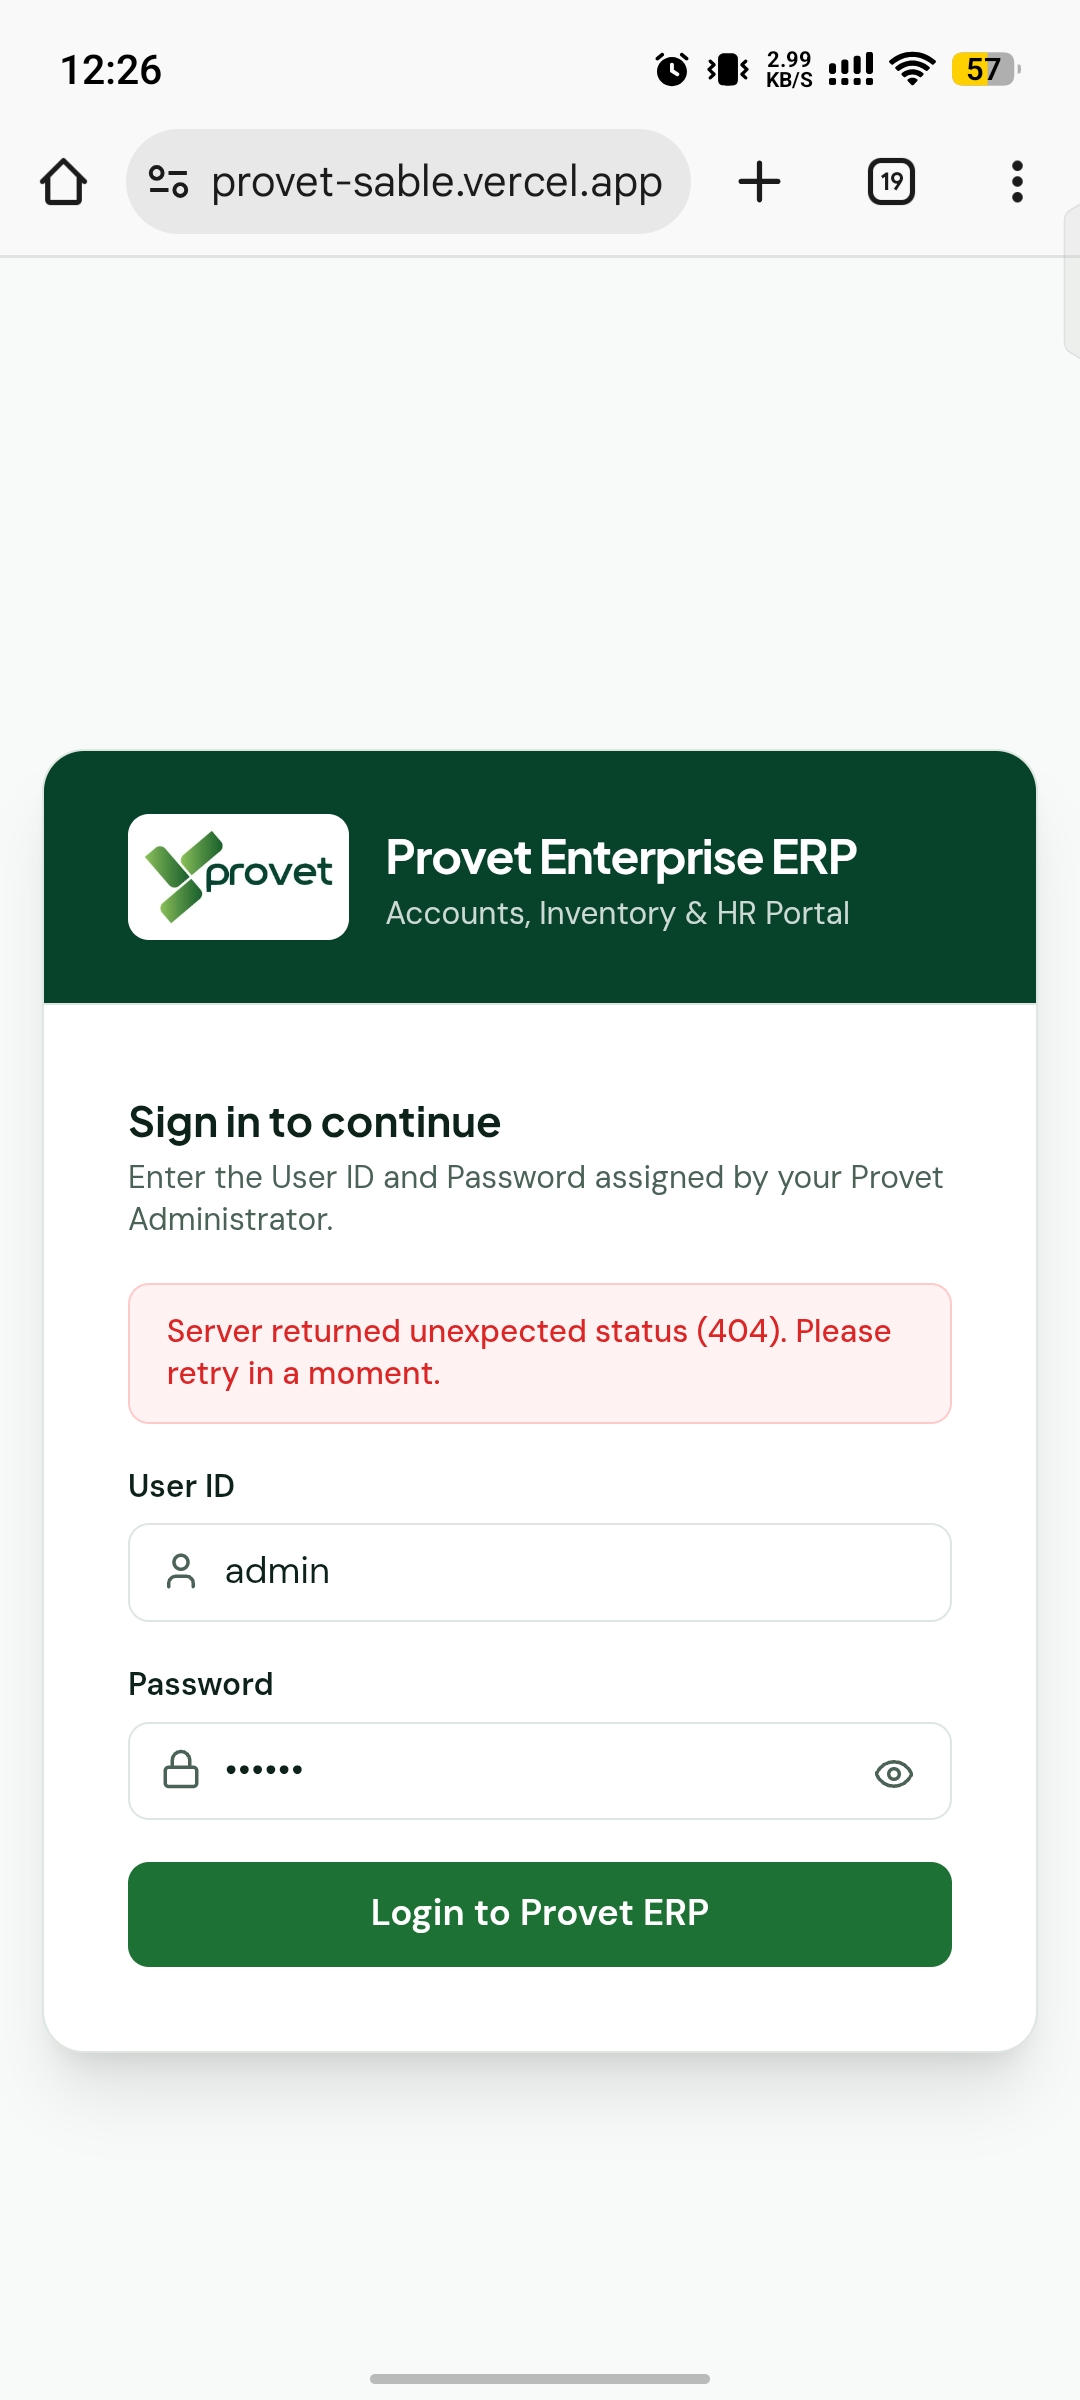 12:26
2.99
KB/S
57
provet-sable.vercel.app
19
provet
Provet Enterprise ERP
Accounts, Inventory & HR Portal
Sign in to continue
Enter the User ID and Password assigned by your Provet
Administrator.
Server returned unexpected status (404). Please
retry in a moment.
User ID
admin
Password
••••••
Login to Provet ERP